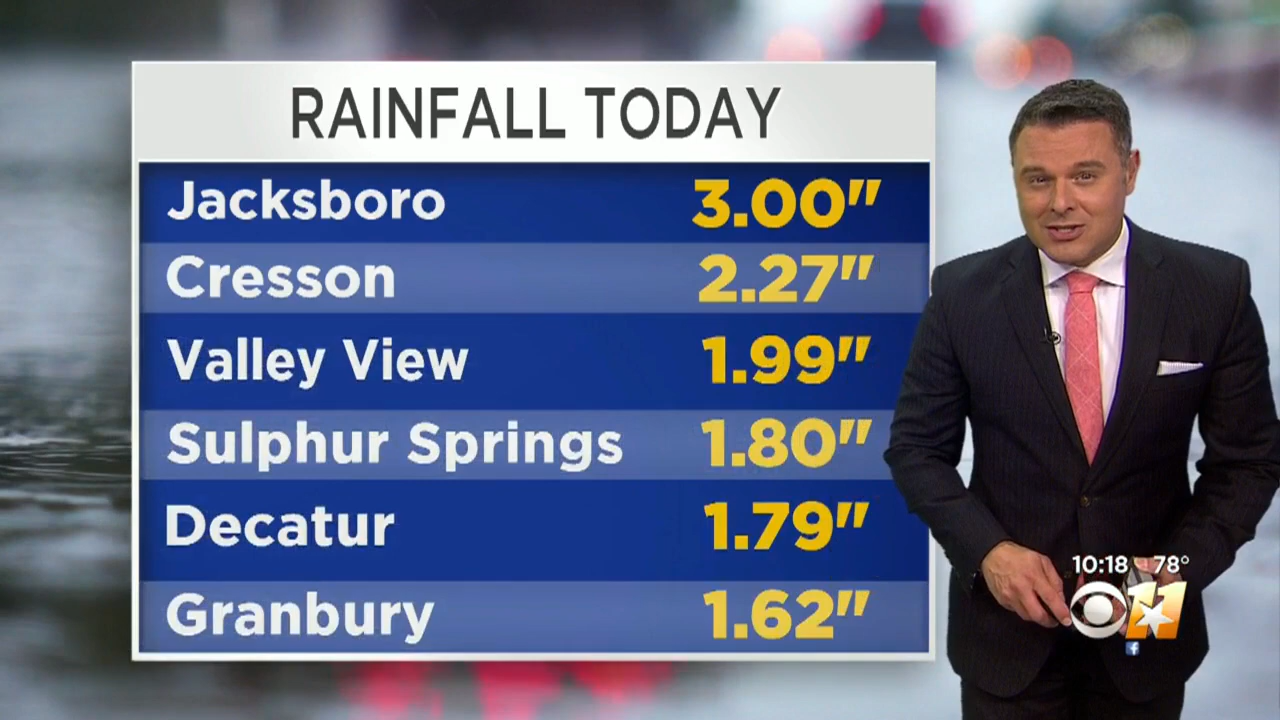 RAINFALL TODAY
Jacksboro 3.00"
Cresson 2.27"
Valley View 1.99"
Sulphur Springs 1.80"
Decatur 1.79"
Granbury 1.62"
10:18 78°
11
f